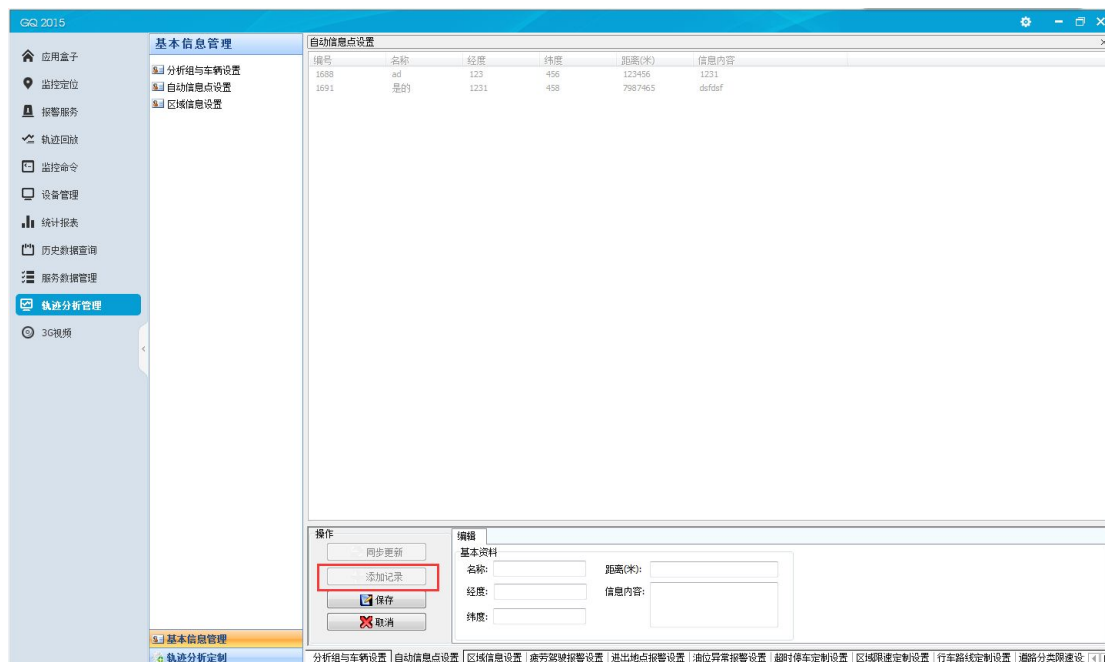 GQ 2015
应用盒子
监控定位
报警服务
轨迹回放
监控命令
设备管理
统计报表
历史数据查询
服务数据管理
轨迹分析管理
3G视频
基本信息管理
分析组与车辆设置
自动信息点设置
区域信息设置
基本信息管理
轨迹分析定制
自动信息点设置
编号 名称 经度 纬度 距离(米) 信息内容
1688 ad 123 456 123456 1231
1691 是的 1231 458 7987465 dsfdsf
操作
同步更新
添加记录
保存
取消
编辑
基本资料
名称: 距离(米):
经度: 信息内容:
纬度:
分析组与车辆设置 自动信息点设置 区域信息设置 疲劳驾驶报警设置 进出地点报警设置 油位异常报警设置 超时停车定制设置 区域限速定制设置 行车路线定制设置 道路分类限速设